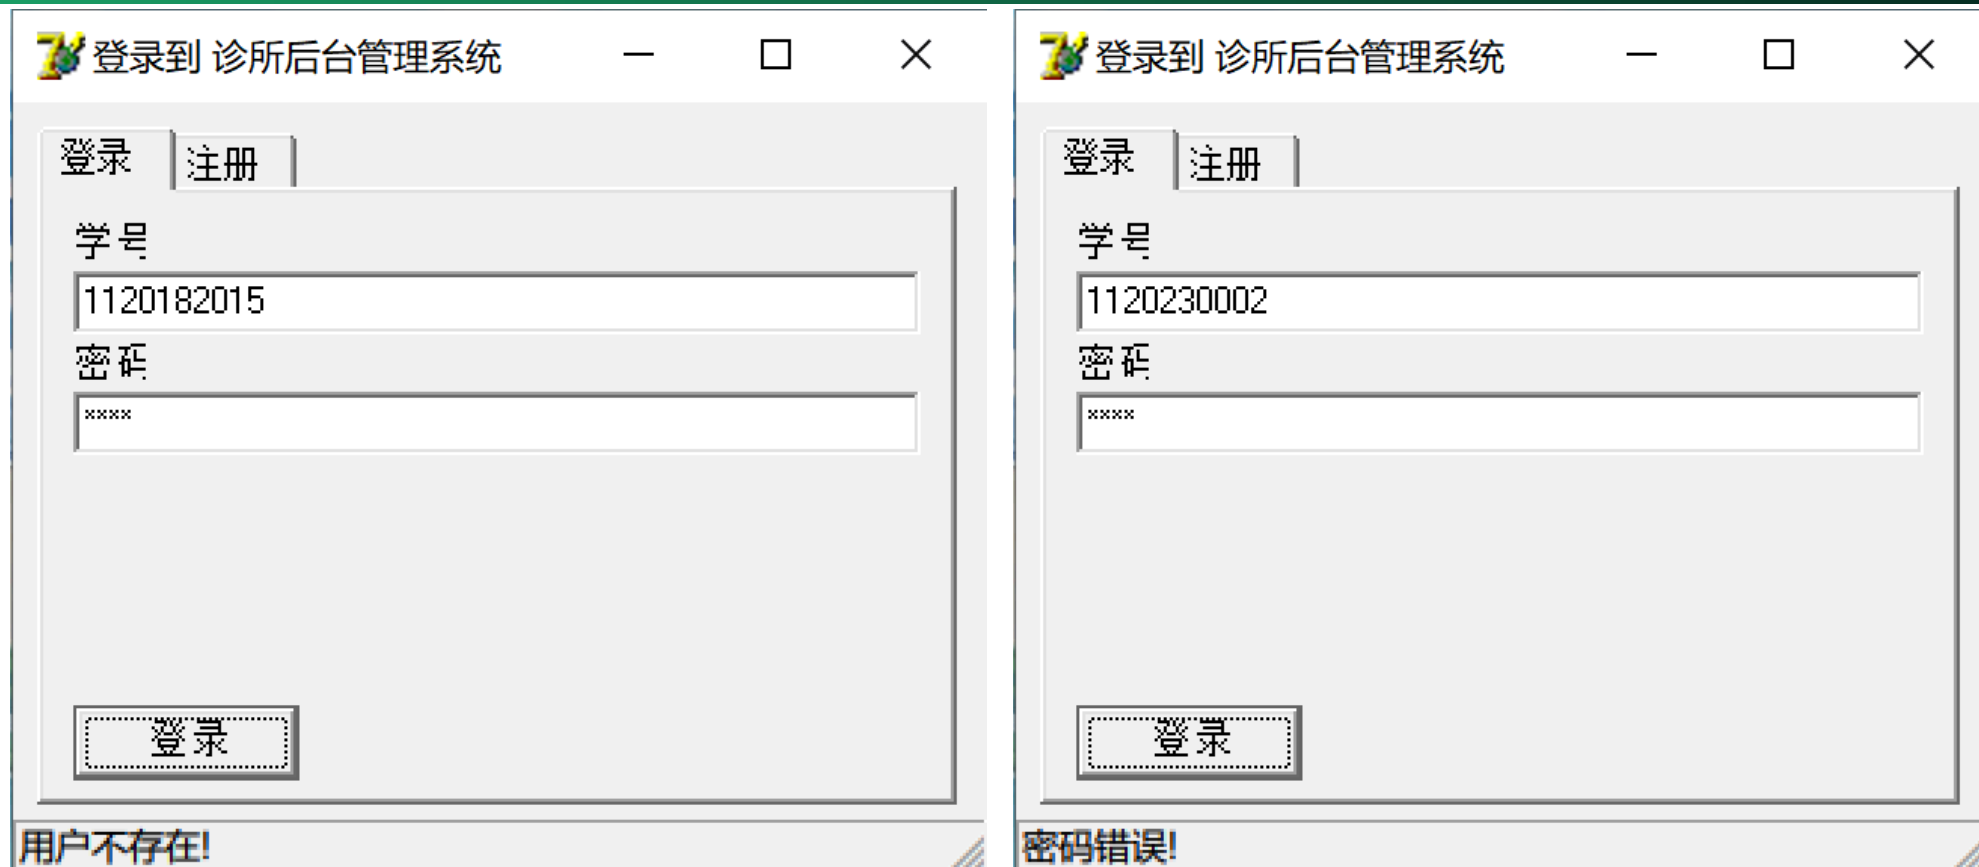 登录到 诊所后台管理系统
登录 注册
学号
1120182015
密码
****
登录
用户不存在!
登录到 诊所后台管理系统
登录 注册
学号
1120230002
密码
****
登录
密码错误!